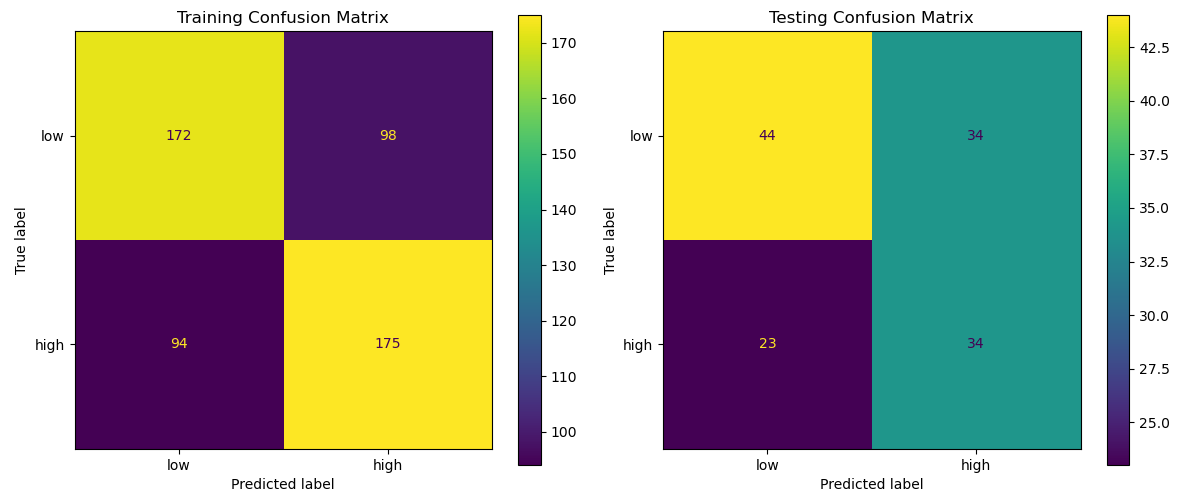 Training Confusion Matrix
True label
low
high
172
98
94
175
low
high
Predicted label
170
160
150
140
130
120
110
100
Testing Confusion Matrix
True label
low
high
44
34
23
34
low
high
Predicted label
42.5
40.0
37.5
35.0
32.5
30.0
27.5
25.0